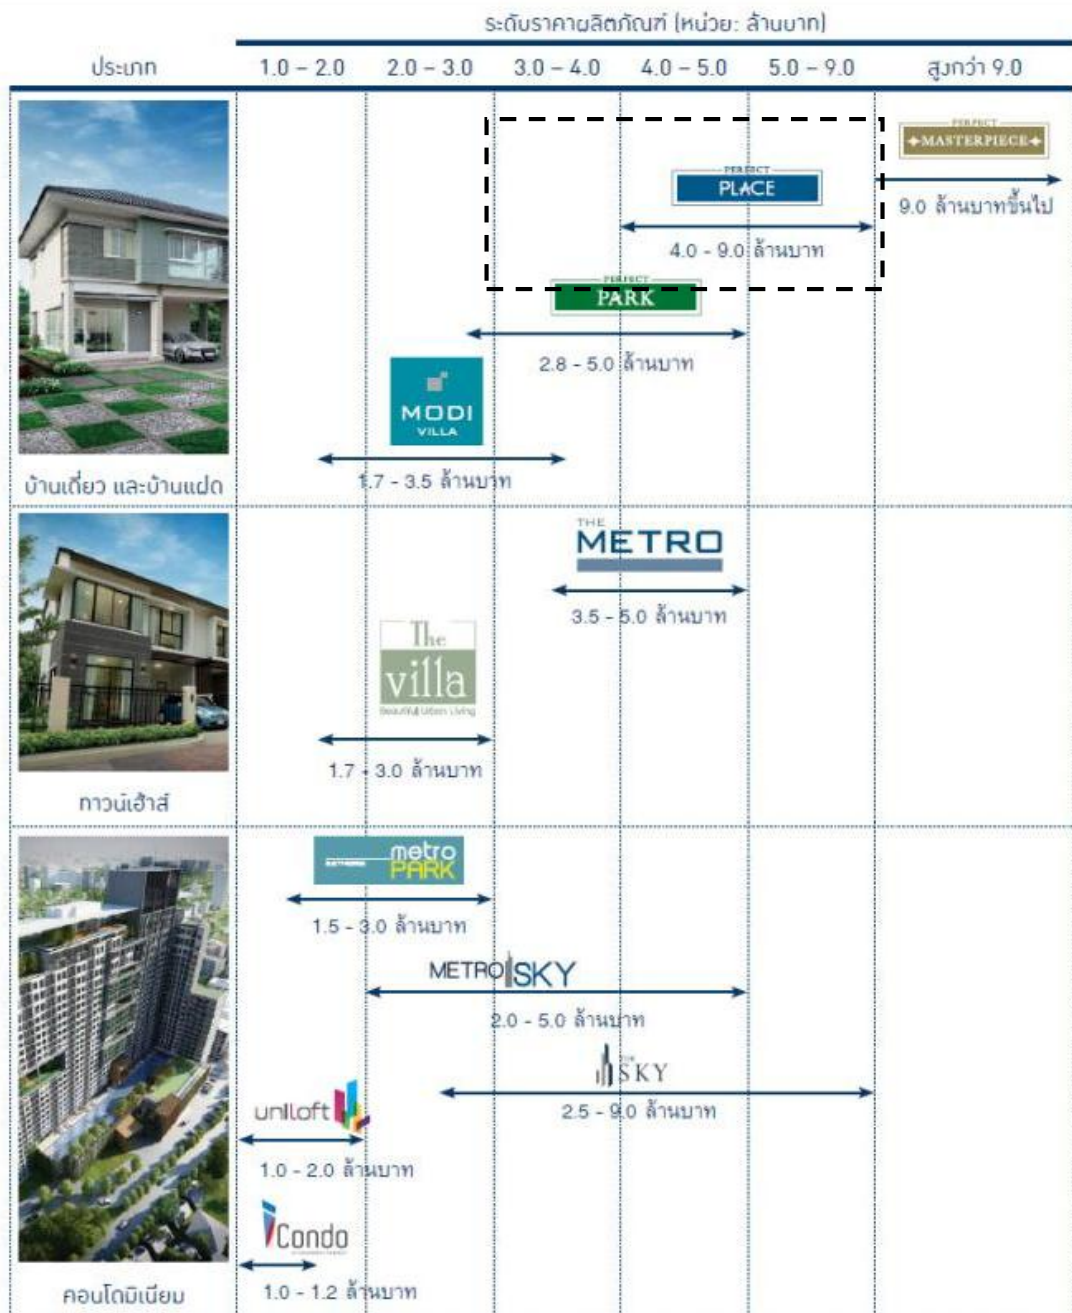 ระดับราคาผลิตภัณฑ์ (หน่วย: ล้านบาท)
ประเภท
1.0 – 2.0
2.0 – 3.0
3.0 – 4.0
4.0 – 5.0
5.0 – 9.0
สูงกว่า 9.0
PERFECT
MASTERPIECE
9.0 ล้านบาทขึ้นไป
PERFECT
PLACE
4.0 - 9.0 ล้านบาท
PERFECT
PARK
2.8 - 5.0 ล้านบาท
MODI
VILLA
1.7 - 3.5 ล้านบาท
บ้านเดี่ยว และบ้านแฝด
THE
METRO
3.5 - 5.0 ล้านบาท
The
villa
Beautiful Urban Living
1.7 - 3.0 ล้านบาท
ทาวน์เฮ้าส์
metro
PARK
1.5 - 3.0 ล้านบาท
METRO SKY
2.0 - 5.0 ล้านบาท
THE
SKY
2.5 - 9.0 ล้านบาท
uniloft
1.0 - 2.0 ล้านบาท
iCondo
1.0 - 1.2 ล้านบาท
คอนโดมิเนียม